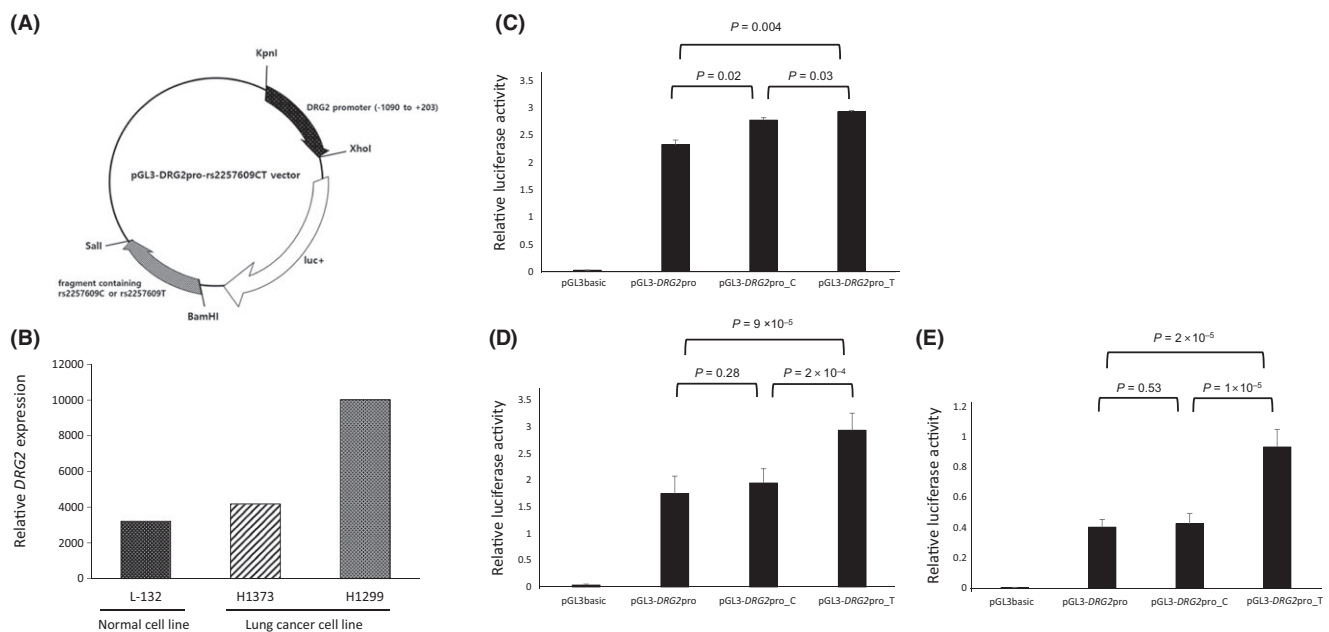 (A)
KpnI
DRG2 promoter (-1090 to +203)
XhoI
pGL3-DRG2pro-rs2257609CT vector
SalI
luc+
fragment containing
rs2257609C or rs2257609T
BamHI
(B)
Relative DRG2 expression
12000
10000
8000
6000
4000
2000
0
L-132
H1373
H1299
Normal cell line
Lung cancer cell line
(C)
P = 0.004
P = 0.02
P = 0.03
Relative luciferase activity
3.5
3
2.5
2
1.5
1
0.5
0
pGL3basic
pGL3-DRG2pro
pGL3-DRG2pro_C
pGL3-DRG2pro_T
(D)
P = 9 ×10⁻⁵
P = 0.28
P = 2 × 10⁻⁴
Relative luciferase activity
3.5
3
2.5
2
1.5
1
0.5
0
pGL3basic
pGL3-DRG2pro
pGL3-DRG2pro_C
pGL3-DRG2pro_T
(E)
P = 2 × 10⁻⁵
P = 0.53
P = 1×10⁻⁵
Relative luciferase activity
1.2
1
0.8
0.6
0.4
0.2
0
pGL3basic
pGL3-DRG2pro
pGL3-DRG2pro_C
pGL3-DRG2pro_T